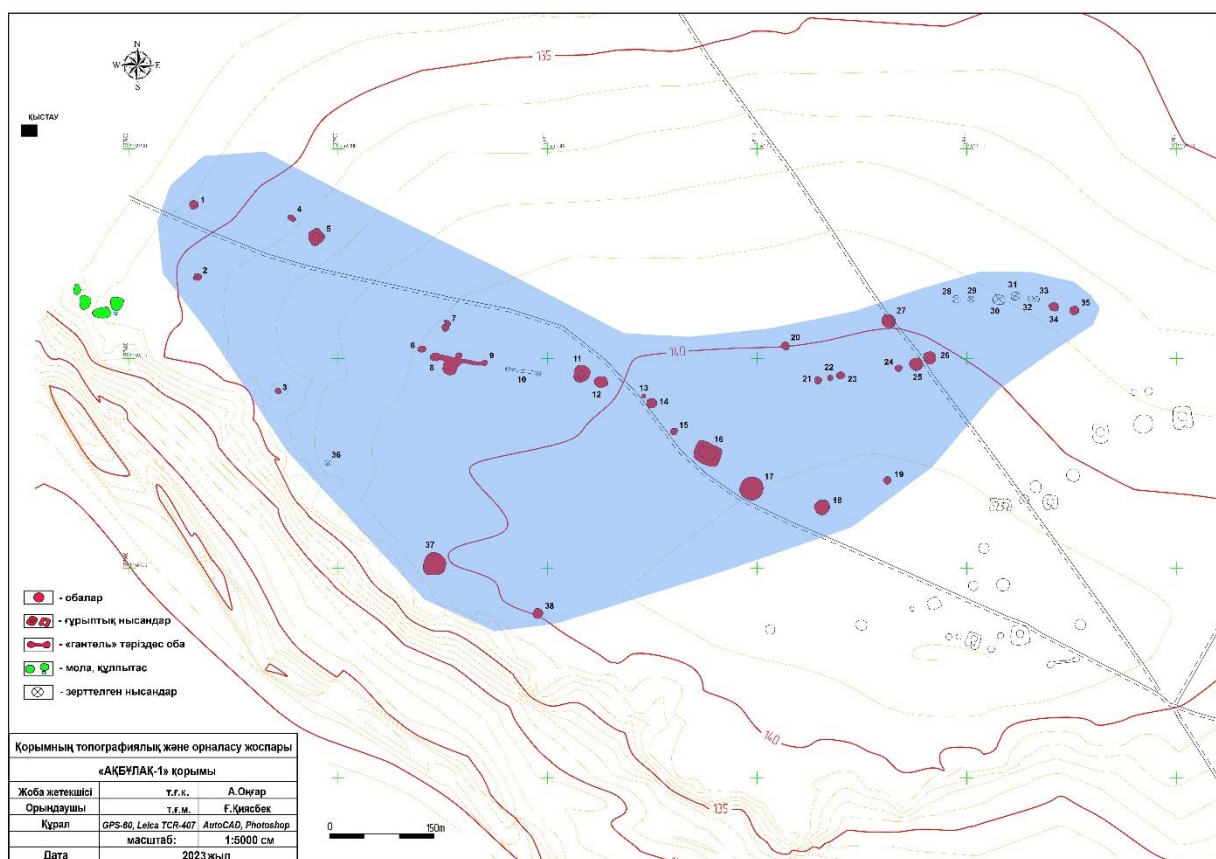 N
W E
S
ҚЫСТАУ
135
1
2
3
4
5
6
7
8
9
10
11
12
13
14
15
16
17
18
19
20
21
22
23
24
25
26
27
28
29
30
31
32
33
34
35
36
37
38
140
140
135
- обалар
- ғұрыптық нысандар
- «гантель» тәріздес оба
- мола, құлпытас
- зерттелген нысандар
Қорымның топографиялық және орналасу жоспары
«АҚБҰЛАҚ-1» қорымы
Жоба жетекшісі т.ғ.к. А.Оңғар
Орындаушы т.ғ.м. Ғ.Қиясбек
Құрал GPS-60, Leica TCR-407 AutoCAD, Photoshop
масштаб: 1:5000 см
Дата 2023 жыл
0 150m